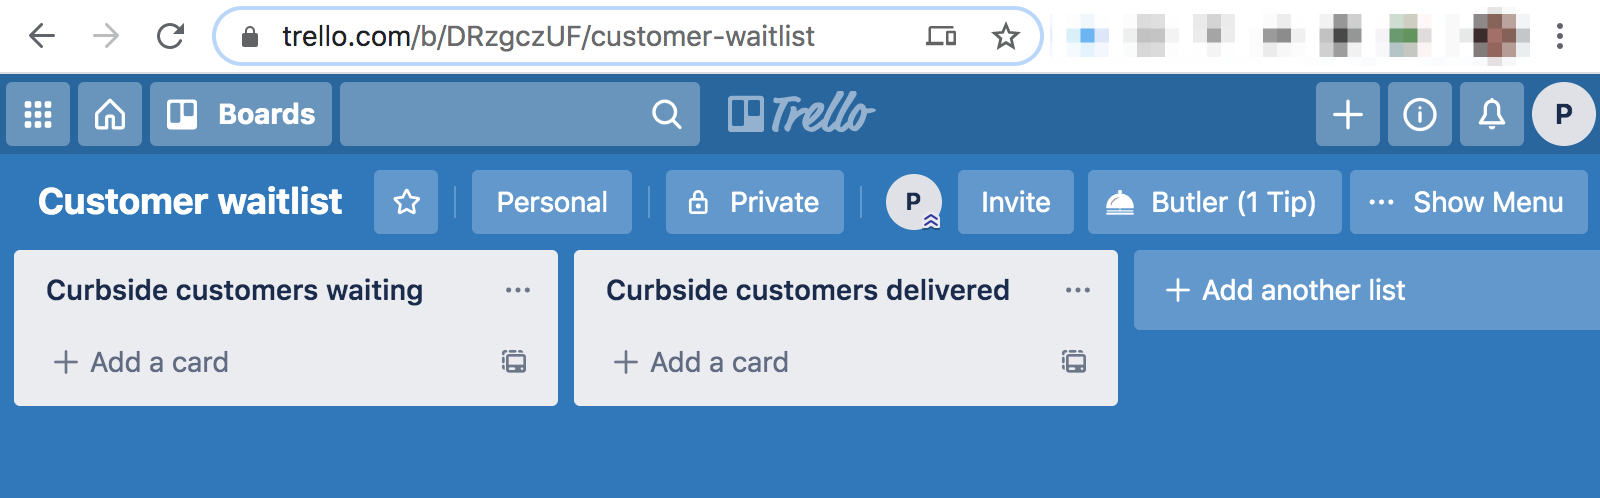 trello.com/b/DRzgczUF/customer-waitlist
Boards
Trello
P
Customer waitlist
Personal
Private
P
Invite
Butler (1 Tip)
··· Show Menu
Curbside customers waiting ···
+ Add a card
Curbside customers delivered ···
+ Add a card
+ Add another list